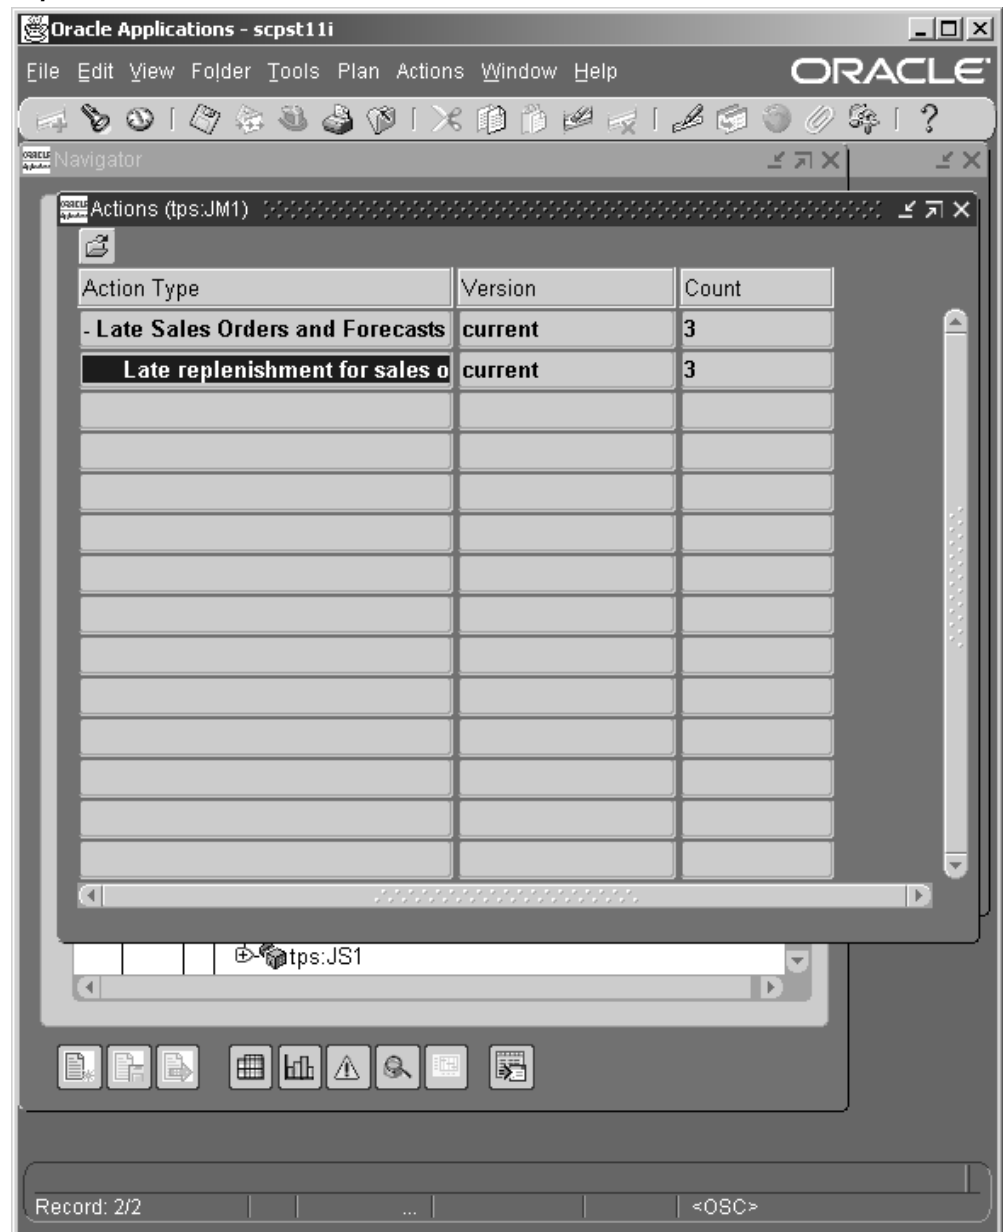 Oracle Applications - scpst11i
File Edit View Folder Tools Plan Actions Window Help ORACLE
Navigator
Actions (tps:JM1)
Action Type Version Count
- Late Sales Orders and Forecasts current 3
Late replenishment for sales o current 3
tps:JS1
Record: 2/2 ... <OSC>